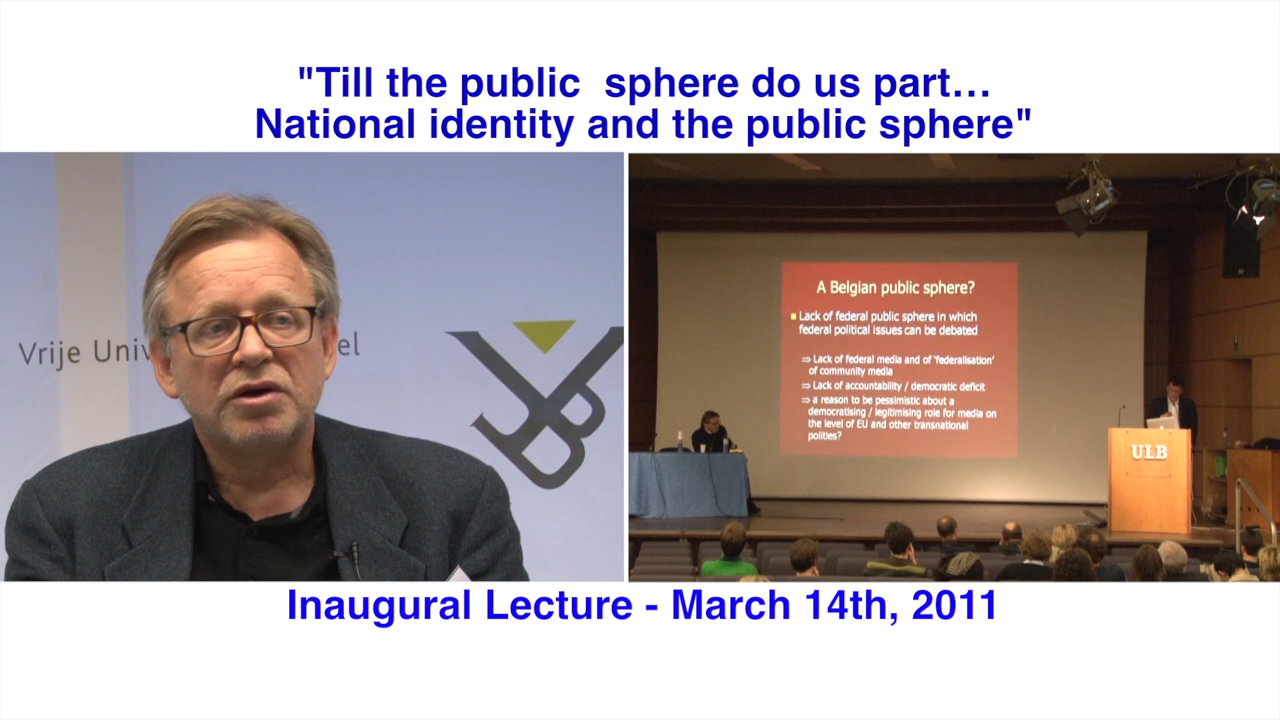 "Till the public  sphere do us part…
National identity and the public sphere"
Vrije Univ el
VUB
A Belgian public sphere?
Lack of federal public sphere in which
federal political issues can be debated
⇒ Lack of federal media and of 'federalisation'
of community media
⇒ Lack of accountability / democratic deficit
⇒ a reason to be pessimistic about a
democratising / legitimising role for media on
the level of EU and other transnational
polities?
ULB
Inaugural Lecture - March 14th, 2011